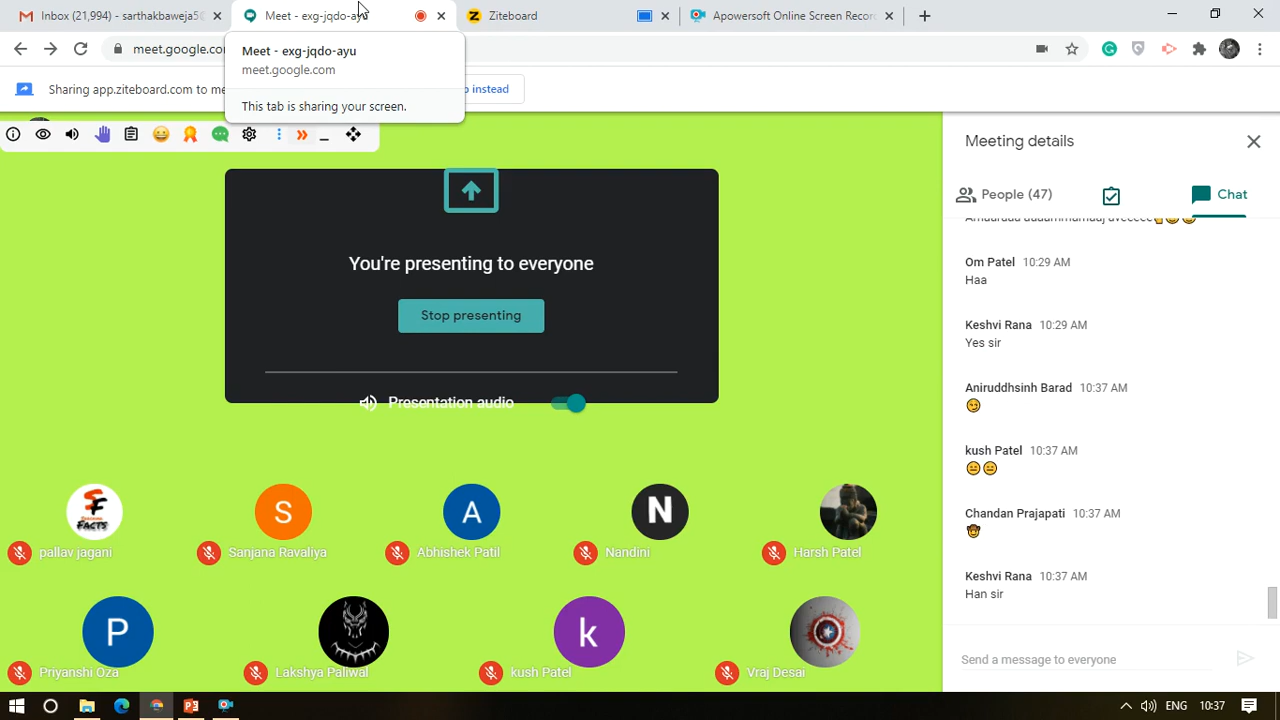 Inbox (21,994) - sarthakbaweja5
Meet - exg-jqdo-ayu
Ziteboard
Apowersoft Online Screen Record
meet.google.co
Meet - exg-jqdo-ayu
meet.google.com
This tab is sharing your screen.
Sharing app.ziteboard.com to me
instead
Meeting details
People (47)
Chat
You're presenting to everyone
Stop presenting
Presentation audio
Om Patel 10:29 AM
Haa
Keshvi Rana 10:29 AM
Yes sir
Aniruddhsinh Barad 10:37 AM
😏
kush Patel 10:37 AM
😐😐
Chandan Prajapati 10:37 AM
Keshvi Rana 10:37 AM
Han sir
Send a message to everyone
FACTS
pallav jagani
S
Sanjana Ravaliya
A
Abhishek Patil
N
Nandini
Harsh Patel
P
Priyanshi Oza
Lakshya Paliwal
k
kush Patel
Vraj Desai
ENG
10:37